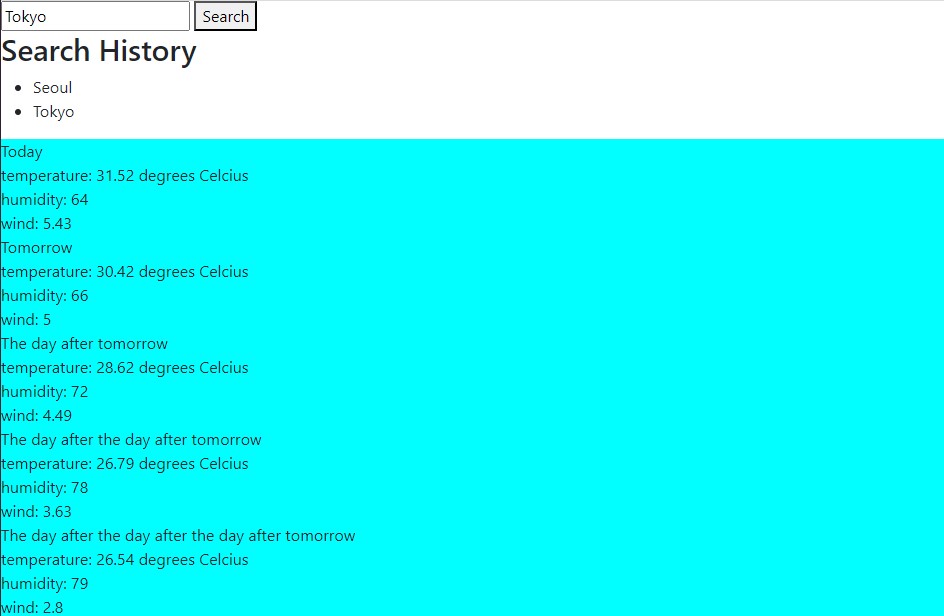 Tokyo Search
Search History
Seoul
Tokyo
Today
temperature: 31.52 degrees Celcius
humidity: 64
wind: 5.43
Tomorrow
temperature: 30.42 degrees Celcius
humidity: 66
wind: 5
The day after tomorrow
temperature: 28.62 degrees Celcius
humidity: 72
wind: 4.49
The day after the day after tomorrow
temperature: 26.79 degrees Celcius
humidity: 78
wind: 3.63
The day after the day after the day after tomorrow
temperature: 26.54 degrees Celcius
humidity: 79
wind: 2.8